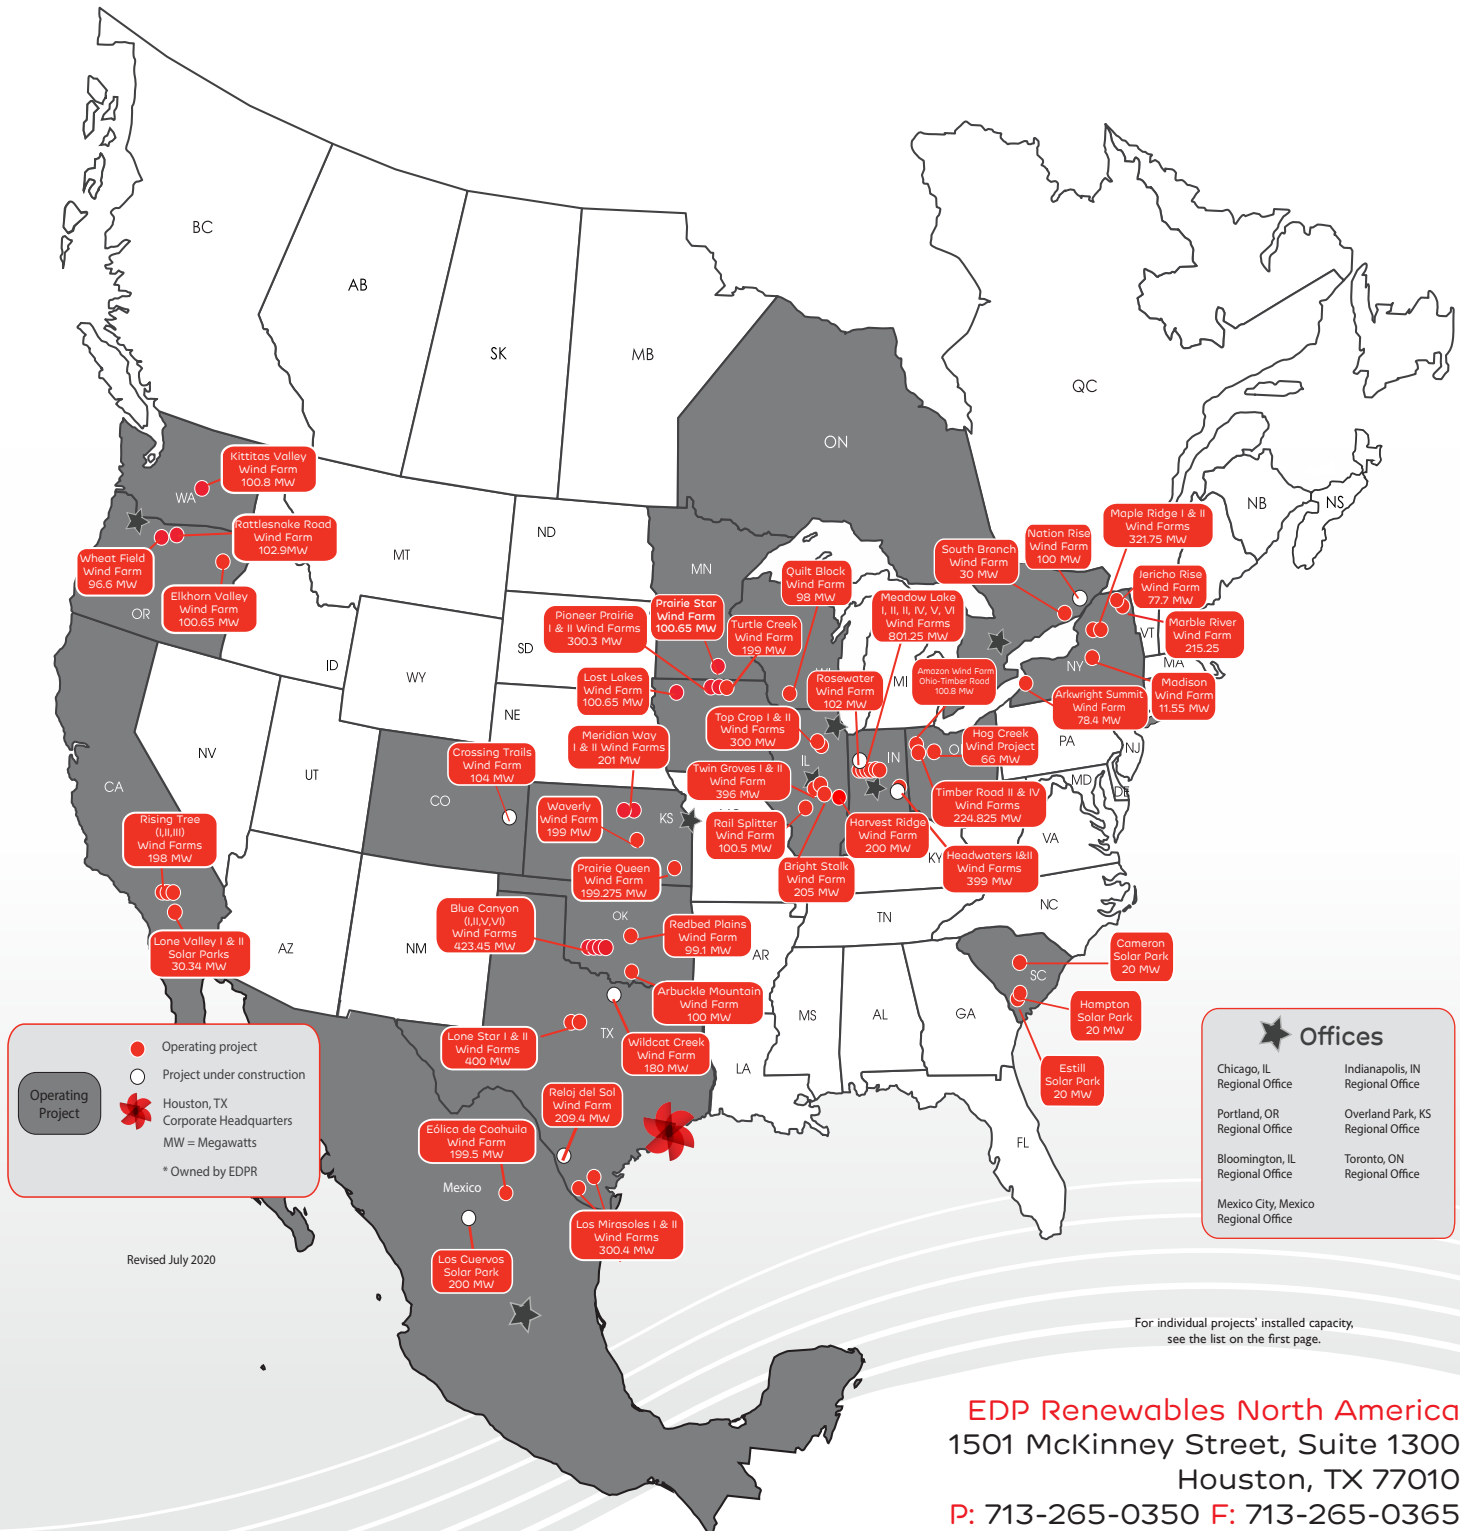 BC
AB
SK
MB
ON
QC
NB
NS
Kittitas Valley
Wind Farm
100.8 MW
WA
Rattlesnake Road
Wind Farm
102.9MW
Wheat Field
Wind Farm
96.6 MW
Elkhorn Valley
Wind Farm
100.65 MW
OR
MT
ND
MN
ID
WY
SD
NE
NV
UT
CA
CO
AZ
NM
Pioneer Prairie
I & II Wind Farms
300.3 MW
Prairie Star
Wind Farm
100.65 MW
Turtle Creek
Wind Farm
199 MW
Quilt Block
Wind Farm
98 MW
Meadow Lake
I, II, II, IV, V, VI
Wind Farms
801.25 MW
South Branch
Wind Farm
30 MW
Nation Rise
Wind Farm
100 MW
Maple Ridge I & II
Wind Farms
321.75 MW
Jericho Rise
Wind Farm
77.7 MW
Marble River
Wind Farm
215.25
VT
MA
NY
Madison
Wind Farm
11.55 MW
Arkwright Summit
Wind Farm
78.4 MW
Lost Lakes
Wind Farm
100.65 MW
Rosewater
Wind Farm
102 MW
MI
Amazon Wind Farm
Ohio-Timber Road
100.8 MW
Top Crop I & II
Wind Farms
300 MW
Meridian Way
I & II Wind Farms
201 MW
Crossing Trails
Wind Farm
104 MW
Hog Creek
Wind Project
66 MW
PA
NJ
MD
DE
IL
IN
Twin Groves I & II
Wind Farm
396 MW
Timber Road II & IV
Wind Farms
224.825 MW
Waverly
Wind Farm
199 MW
KS
Rail Splitter
Wind Farm
100.5 MW
Harvest Ridge
Wind Farm
200 MW
VA
KY
Headwaters I&II
Wind Farms
399 MW
Bright Stalk
Wind Farm
205 MW
Prairie Queen
Wind Farm
199.275 MW
Rising Tree
(I,II,III)
Wind Farms
198 MW
Lone Valley I & II
Solar Parks
30.34 MW
Blue Canyon
(I,II,V,VI)
Wind Farms
423.45 MW
OK
Redbed Plains
Wind Farm
99.1 MW
Arbuckle Mountain
Wind Farm
100 MW
AR
TN
NC
SC
MS
AL
GA
LA
FL
Cameron
Solar Park
20 MW
Hampton
Solar Park
20 MW
Estill
Solar Park
20 MW
Lone Star I & II
Wind Farms
400 MW
TX
Wildcat Creek
Wind Farm
180 MW
Reloj del Sol
Wind Farm
209.4 MW
Eólica de Coahuila
Wind Farm
199.5 MW
Mexico
Los Mirasoles I & II
Wind Farms
300.4 MW
Los Cuervos
Solar Park
200 MW
Operating
Project
Operating project
Project under construction
Houston, TX
Corporate Headquarters
MW = Megawatts
* Owned by EDPR
Revised July 2020
Offices
Chicago, IL
Regional Office
Indianapolis, IN
Regional Office
Portland, OR
Regional Office
Overland Park, KS
Regional Office
Bloomington, IL
Regional Office
Toronto, ON
Regional Office
Mexico City, Mexico
Regional Office
For individual projects' installed capacity,
see the list on the first page.
EDP Renewables North America
1501 McKinney Street, Suite 1300
Houston, TX 77010
P: 713-265-0350 F: 713-265-0365